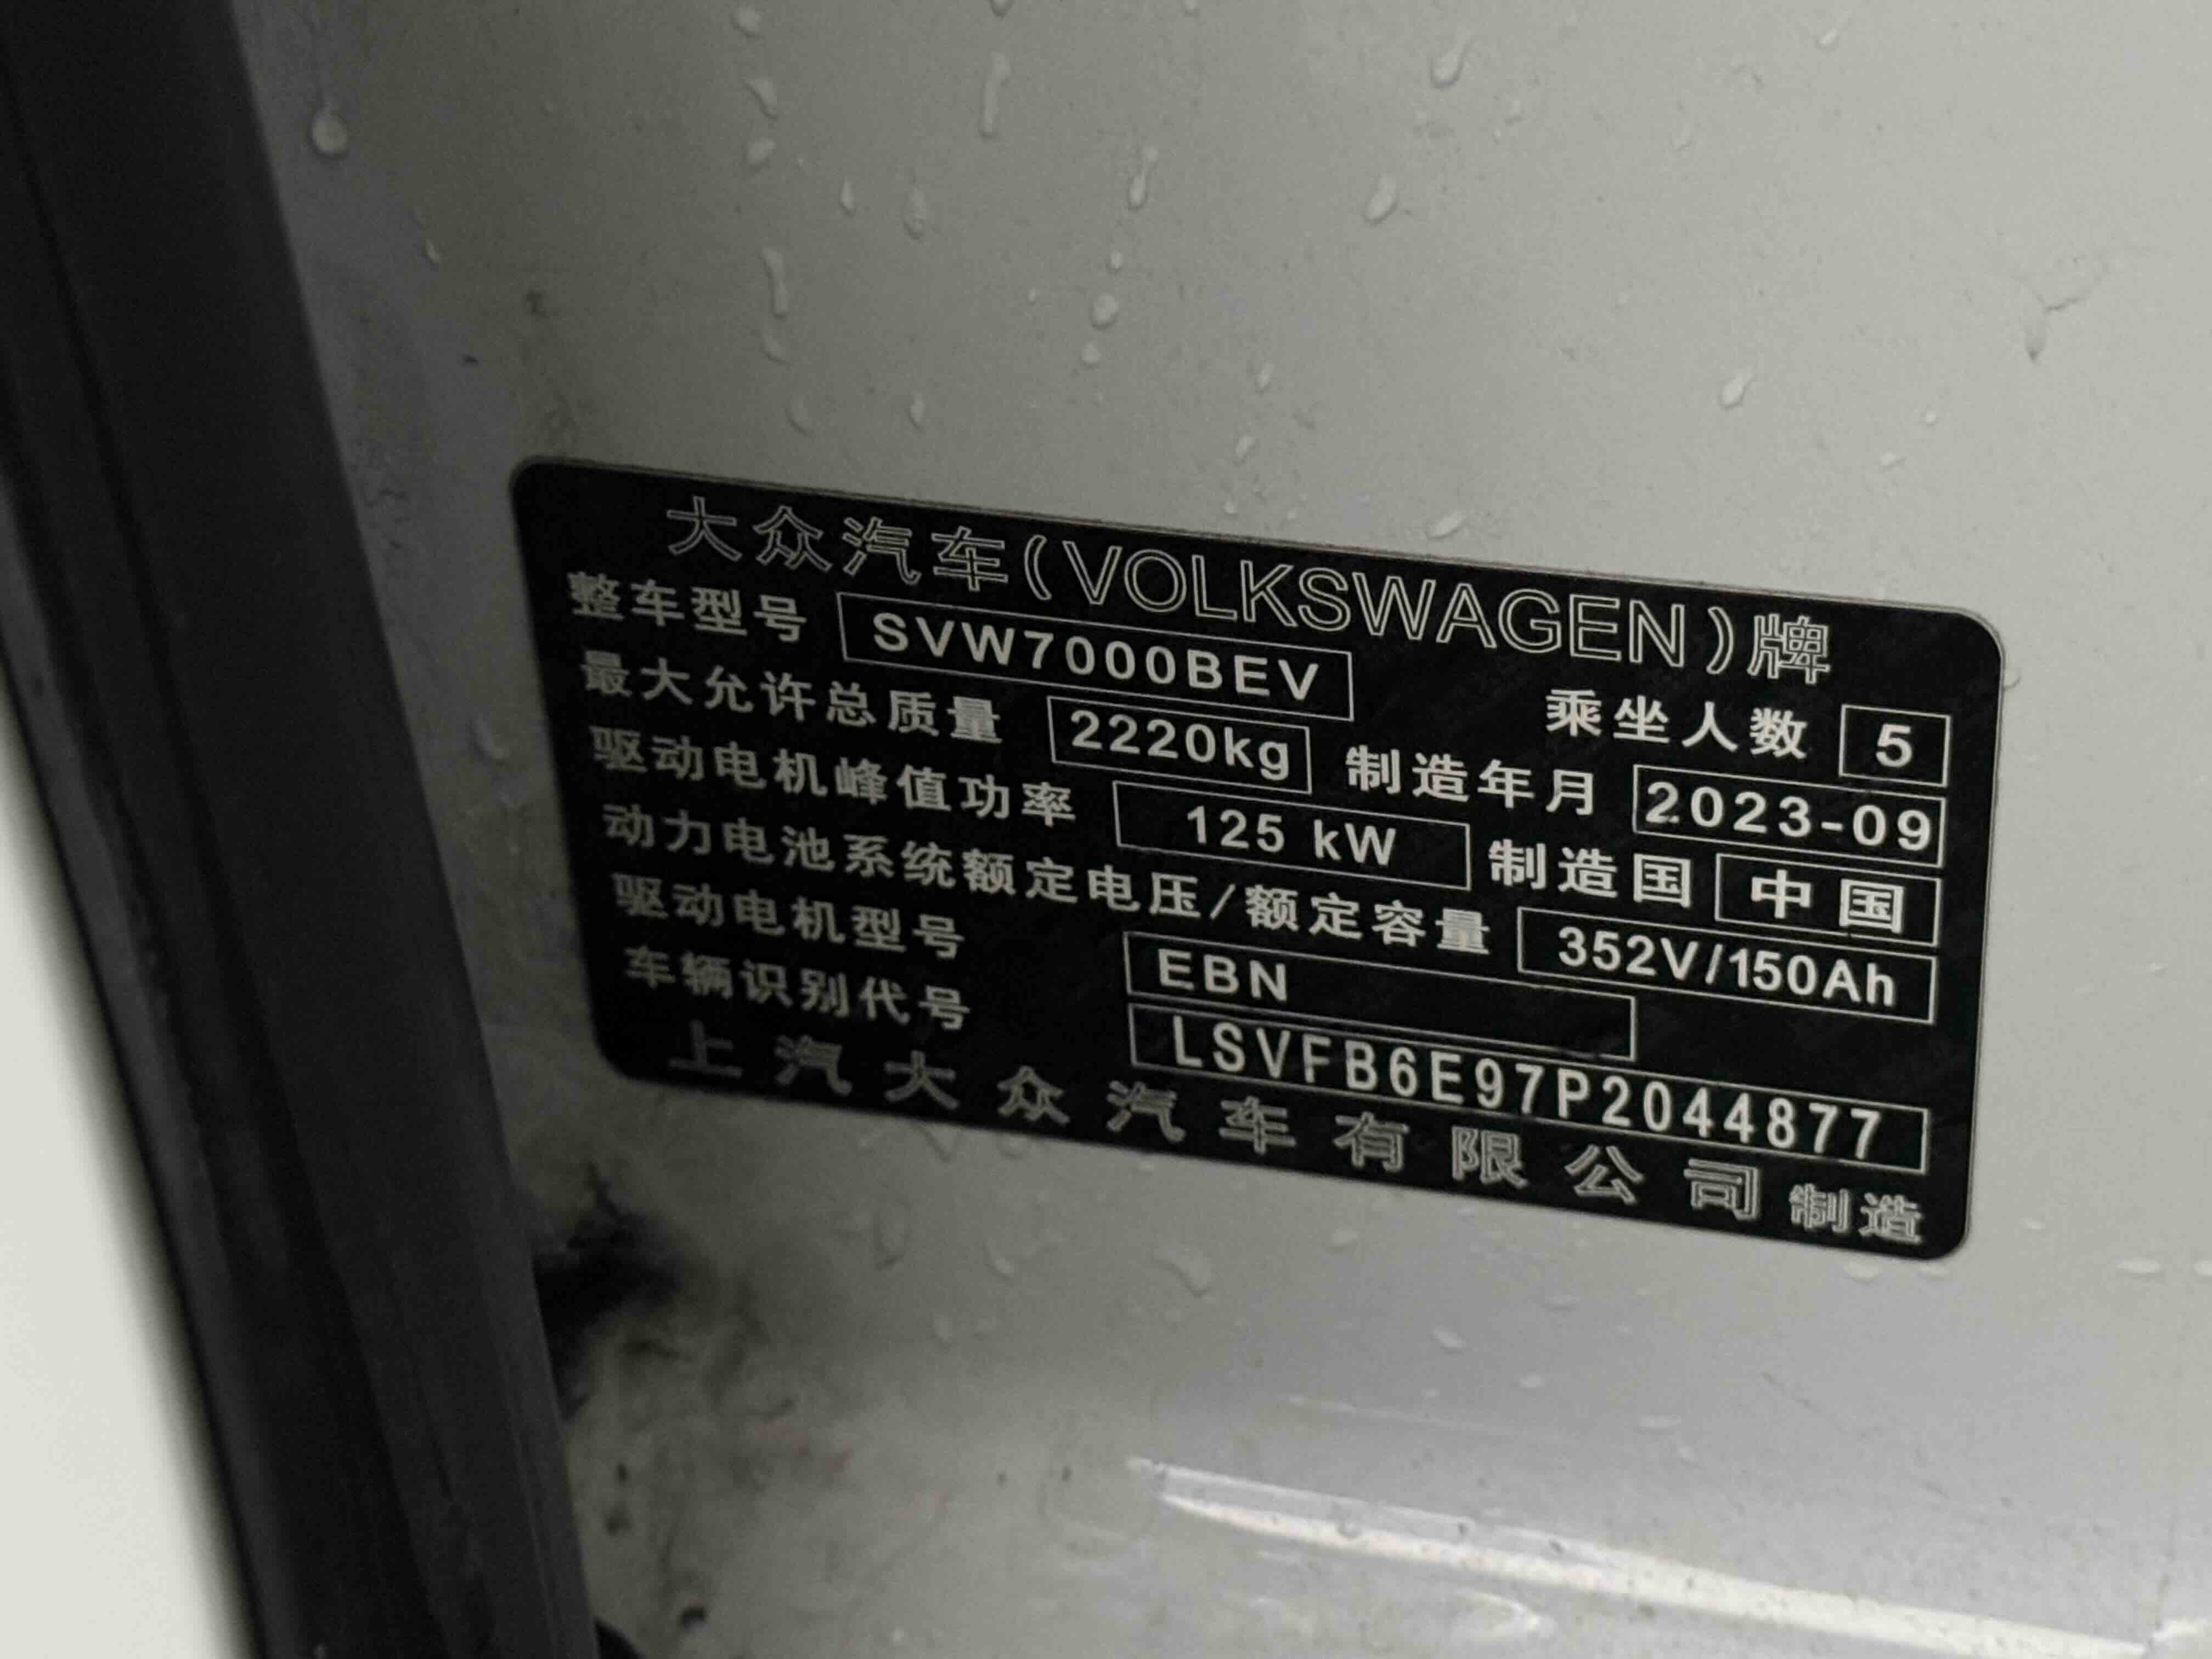 大众汽车(VOLKSWAGEN)牌
整车型号 SVW7000BEV 乘坐人数 5
最大允许总质量 2220kg 制造年月 2023-09
驱动电机峰值功率 125 kW 制造国 中国
动力电池系统额定电压/额定容量 352V/150Ah
驱动电机型号 EBN
车辆识别代号 LSVFB6E97P2044877
上汽大众汽车有限公司制造